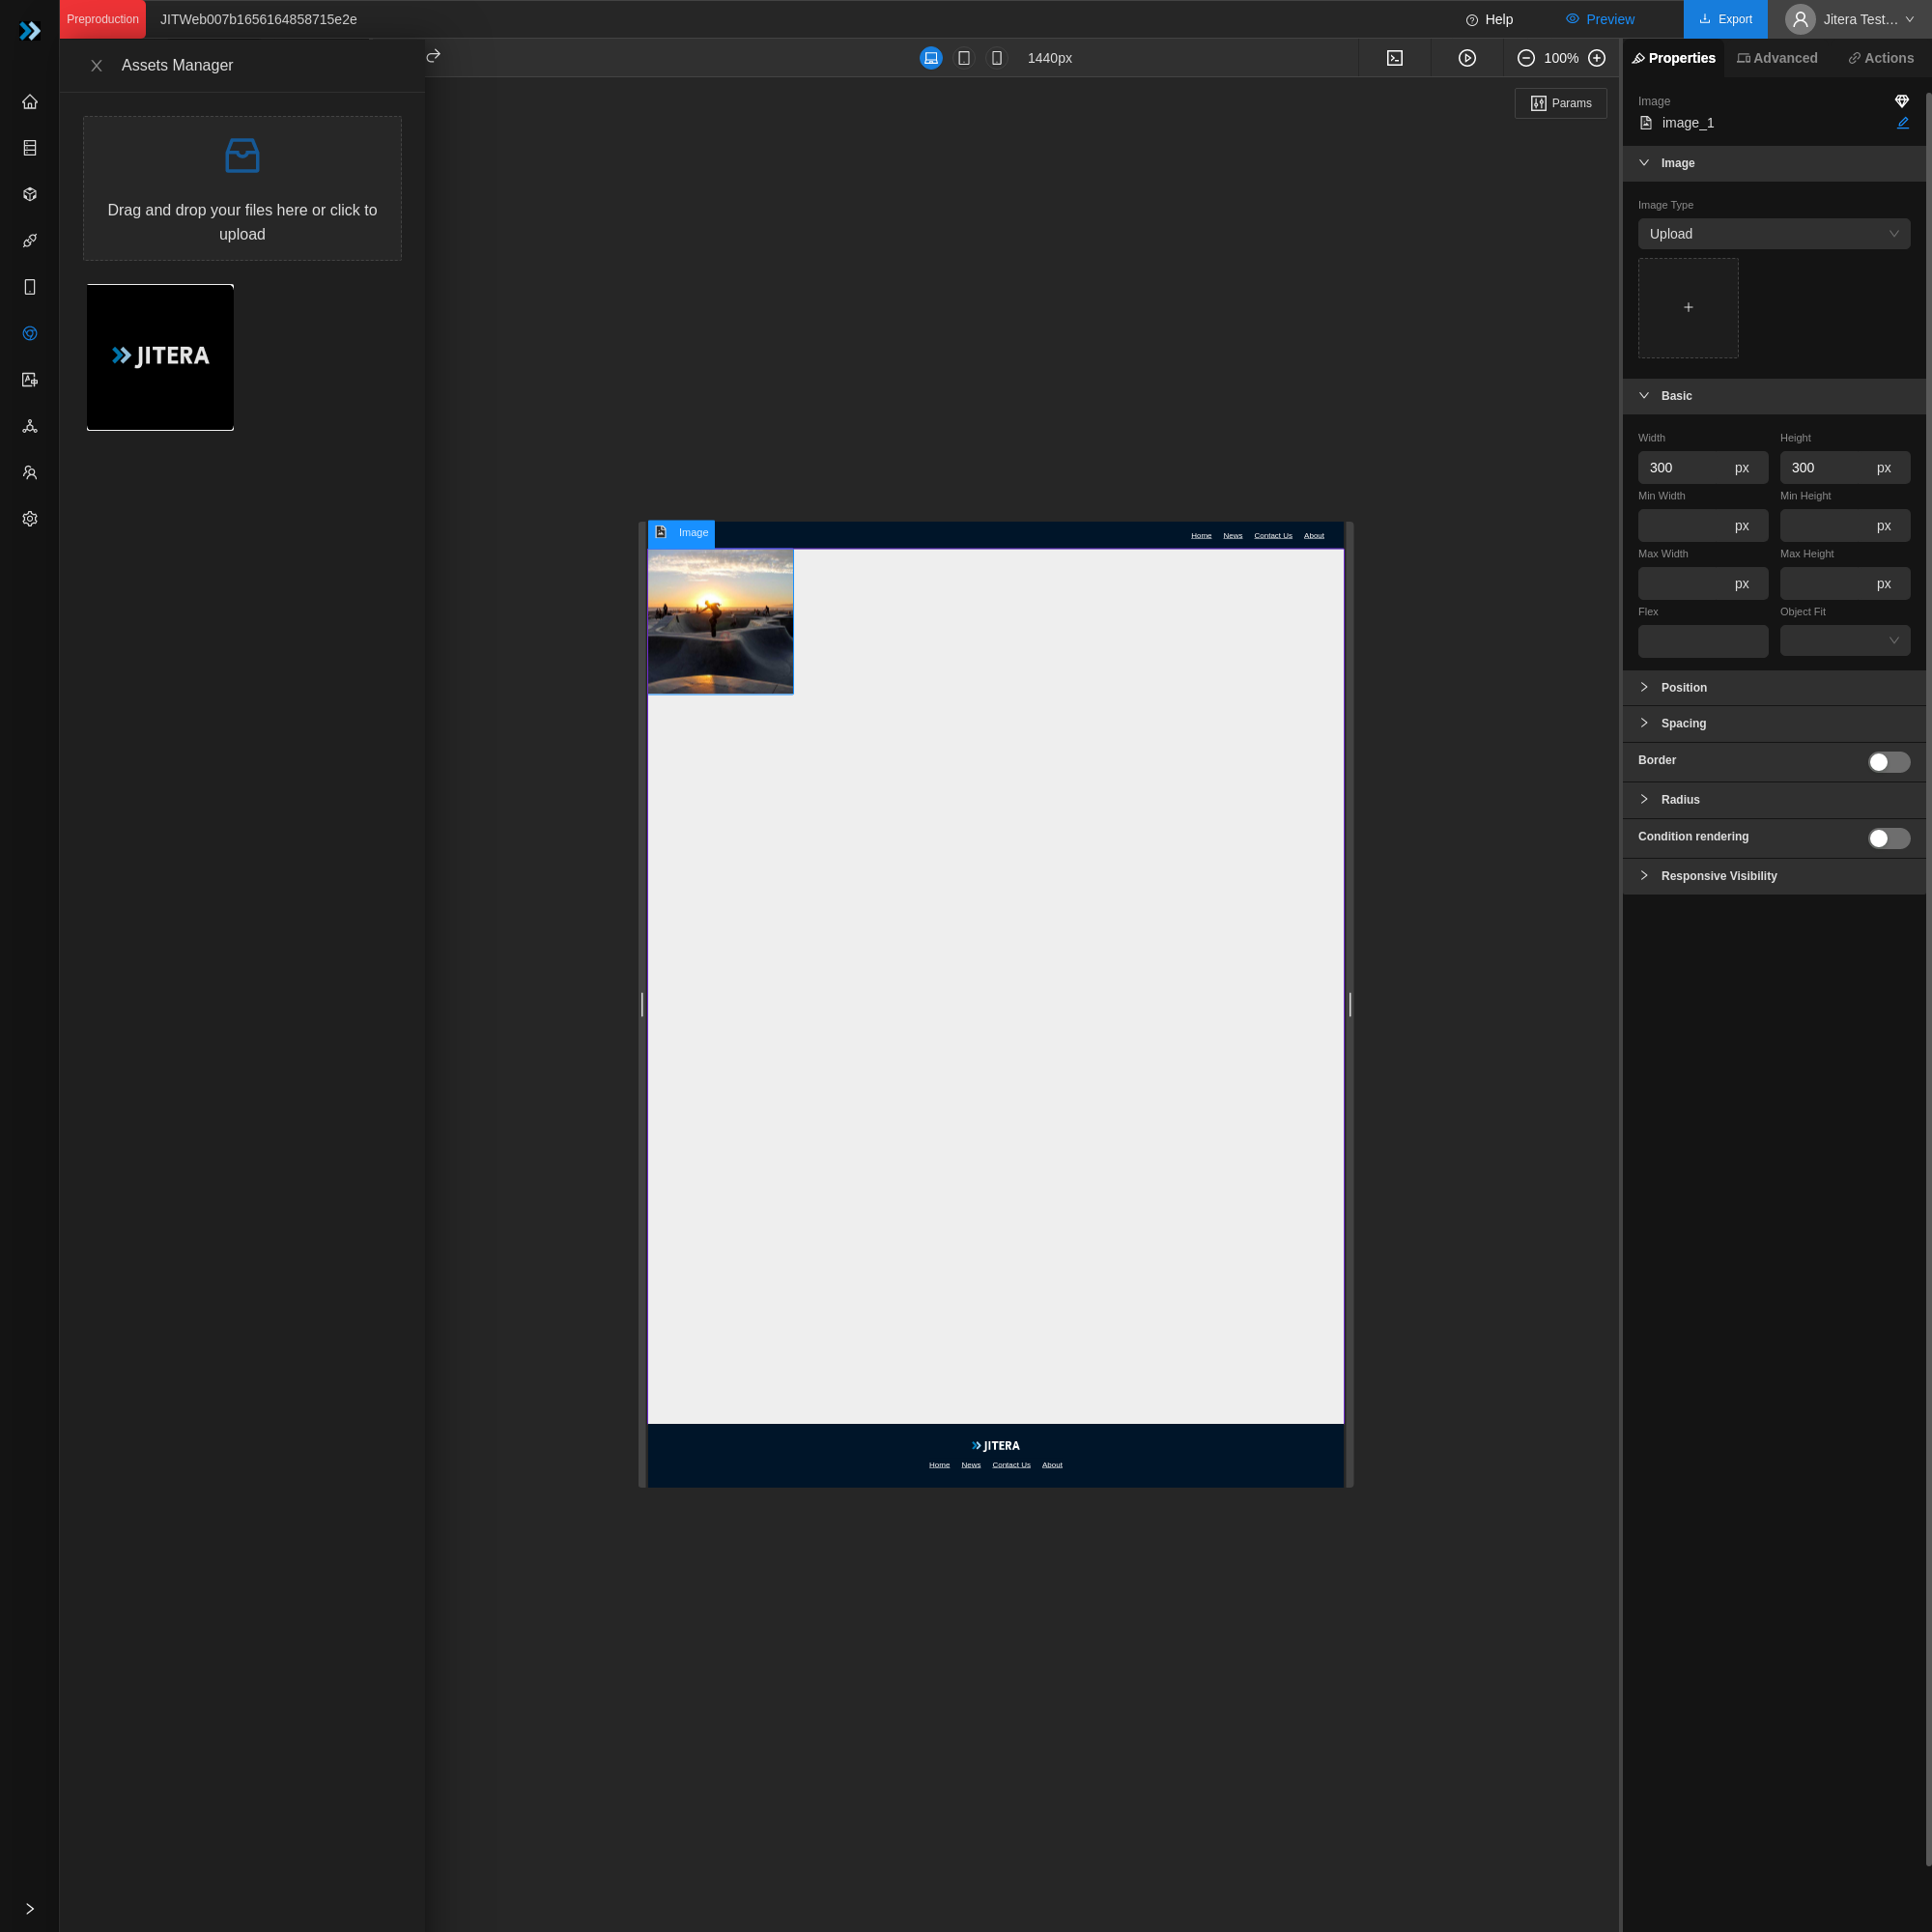 Preproduction
JITWeb007b1656164858715e2e
Help
Preview
Export
Jitera Test...
Assets Manager
1440px
100%
Properties
Advanced
Actions
Params
Image
image_1
Drag and drop your files here or click to
upload
JITERA
Image
Image Type
Upload
Basic
Width
Height
300 px
300 px
Min Width
Min Height
px
px
Max Width
Max Height
px
px
Flex
Object Fit
Position
Spacing
Border
Radius
Condition rendering
Responsive Visibility
Image
Home
News
Contact Us
About
JITERA
Home
News
Contact Us
About